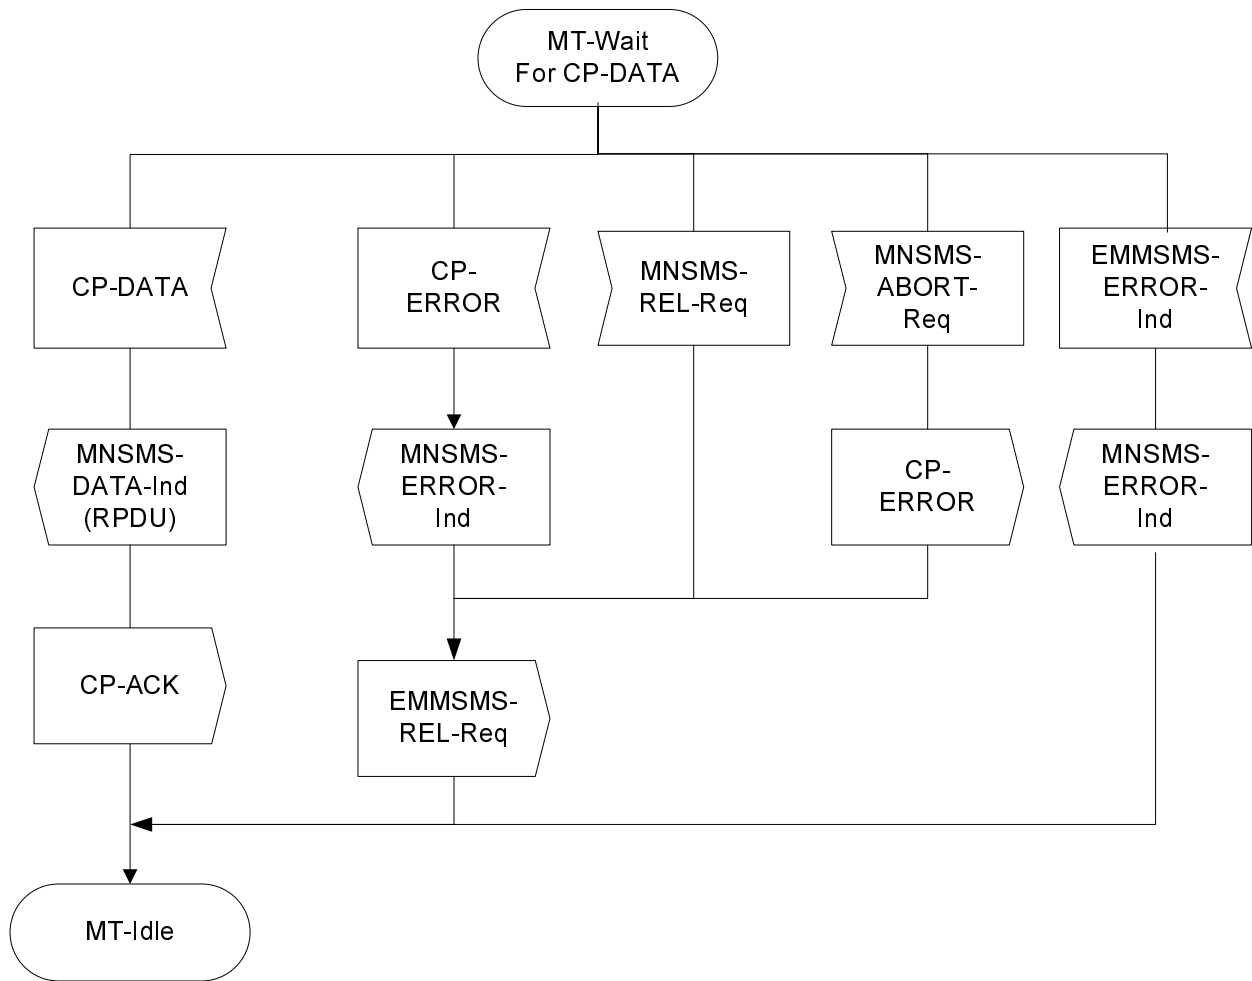 MT-Wait
For CP-DATA
CP-DATA
CP-
ERROR
MNSMS-
REL-Req
MNSMS-
ABORT-
Req
EMMSMS-
ERROR-
Ind
MNSMS-
DATA-Ind
(RPDU)
MNSMS-
ERROR-
Ind
CP-
ERROR
MNSMS-
ERROR-
Ind
CP-ACK
EMMSMS-
REL-Req
MT-Idle